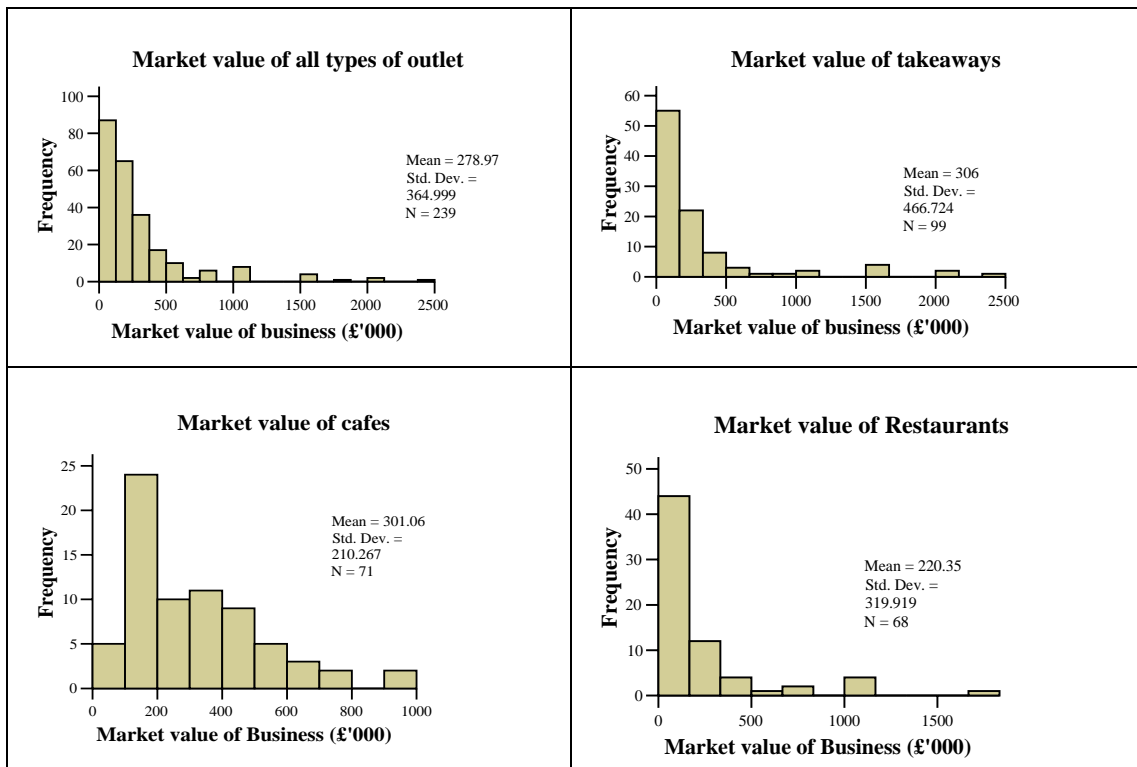 Market value of all types of outlet
Frequency
100
80
60
40
20
0
Mean = 278.97
Std. Dev. =
364.999
N = 239
0 500 1000 1500 2000 2500
Market value of business (£'000)
Market value of takeaways
Frequency
60
50
40
30
20
10
0
Mean = 306
Std. Dev. =
466.724
N = 99
0 500 1000 1500 2000 2500
Market value of business (£'000)
Market value of cafes
Frequency
25
20
15
10
5
0
Mean = 301.06
Std. Dev. =
210.267
N = 71
0 200 400 600 800 1000
Market value of Business (£'000)
Market value of Restaurants
Frequency
50
40
30
20
10
0
Mean = 220.35
Std. Dev. =
319.919
N = 68
0 500 1000 1500
Market value of Business (£'000)